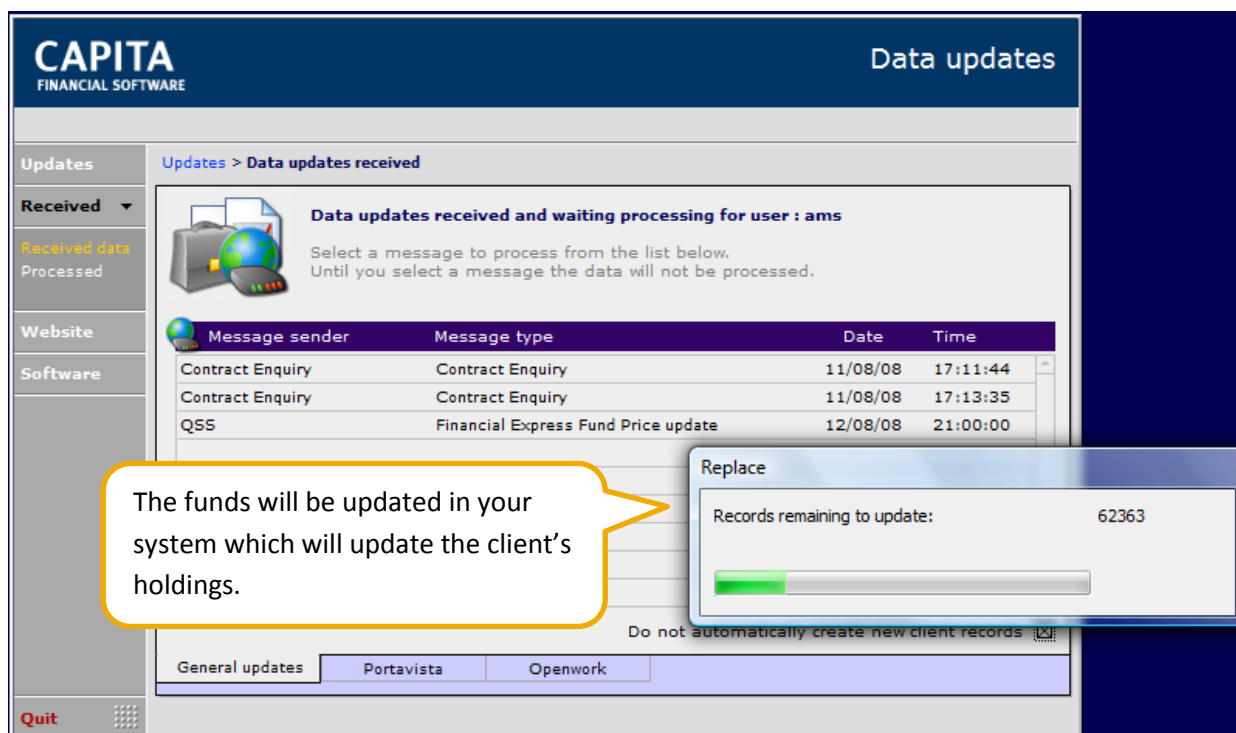 CAPITA
FINANCIAL SOFTWARE
Data updates
Updates
Updates > Data updates received
Received
Received data
Processed
Website
Software
Data updates received and waiting processing for user : ams
Select a message to process from the list below.
Until you select a message the data will not be processed.
Message sender Message type Date Time
Contract Enquiry Contract Enquiry 11/08/08 17:11:44
Contract Enquiry Contract Enquiry 11/08/08 17:13:35
QSS Financial Express Fund Price update 12/08/08 21:00:00
Replace
Records remaining to update: 62363
The funds will be updated in your
system which will update the client’s
holdings.
Do not automatically create new client records
General updates Portavista Openwork
Quit